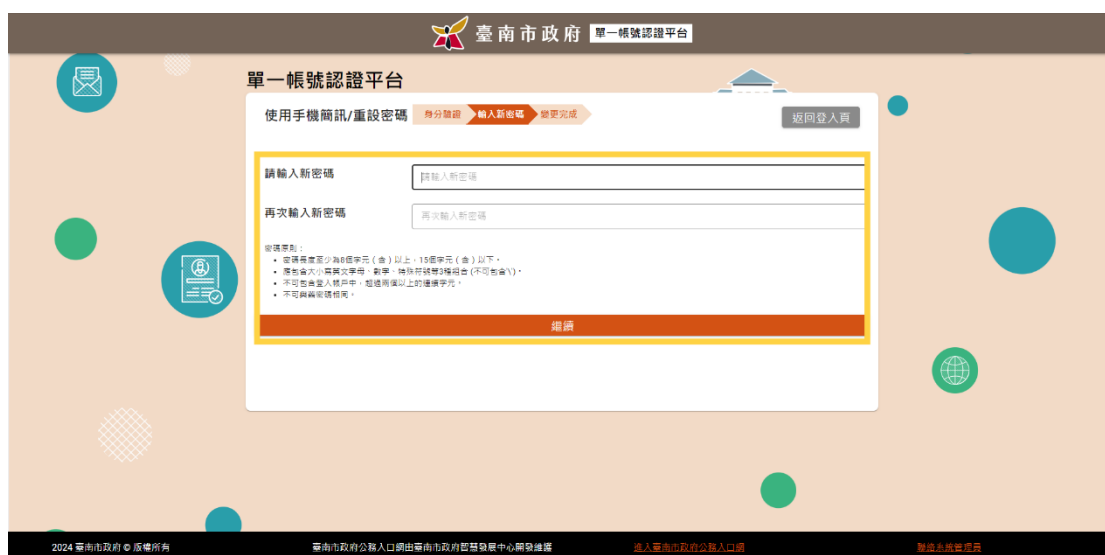 臺南市政府 單一帳號認證平台
單一帳號認證平台
使用手機簡訊/重設密碼 身分驗證 輸入新密碼 變更完成 返回登入頁
請輸入新密碼 請輸入新密碼
再次輸入新密碼 再次輸入新密碼
密碼原則：
• 密碼長度至少為8個字元（含）以上，15個字元（含）以下。
• 應包含大小寫英文字母、數字、特殊符號等3種組合 (不可包含'\')。
• 不可包含登入帳戶中，超過兩個以上的連續字元。
• 不可與舊密碼相同。
繼續
2024 臺南市政府 © 版權所有 臺南市政府公務入口網由臺南市政府智慧發展中心開發維護 進入臺南市政府公務入口網 聯絡系統管理員